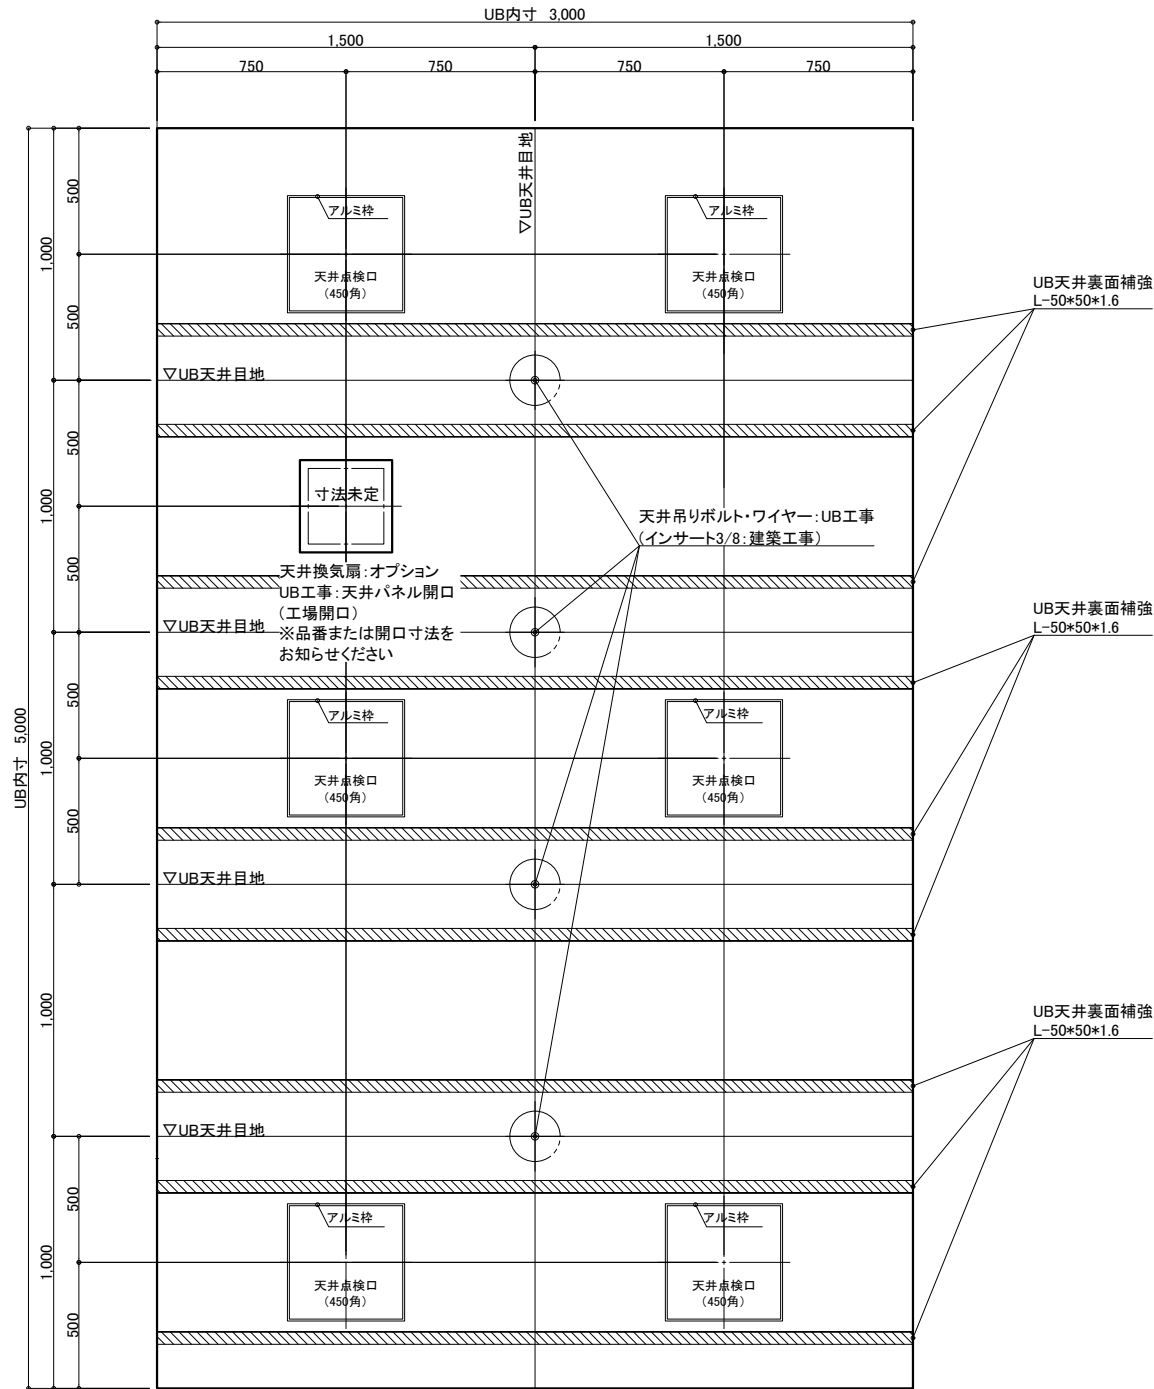 UB内寸 3,000
1,500
1,500
750
750
750
750
UB内寸 5,000
1,000
500
500
▽UB天井目地
アルミ枠
天井点検口
(450角)
アルミ枠
天井点検口
(450角)
UB天井裏面補強
L-50*50*1.6
▽UB天井目地
1,000
500
500
寸法未定
天井換気扇:オプション
UB工事:天井パネル開口
(工場開口)
※品番または開口寸法を
お知らせください
天井吊りボルト・ワイヤー:UB工事
(インサート3/8:建築工事)
▽UB天井目地
UB天井裏面補強
L-50*50*1.6
1,000
500
500
アルミ枠
天井点検口
(450角)
アルミ枠
天井点検口
(450角)
▽UB天井目地
1,000
UB天井裏面補強
L-50*50*1.6
▽UB天井目地
1,000
500
500
アルミ枠
天井点検口
(450角)
アルミ枠
天井点検口
(450角)